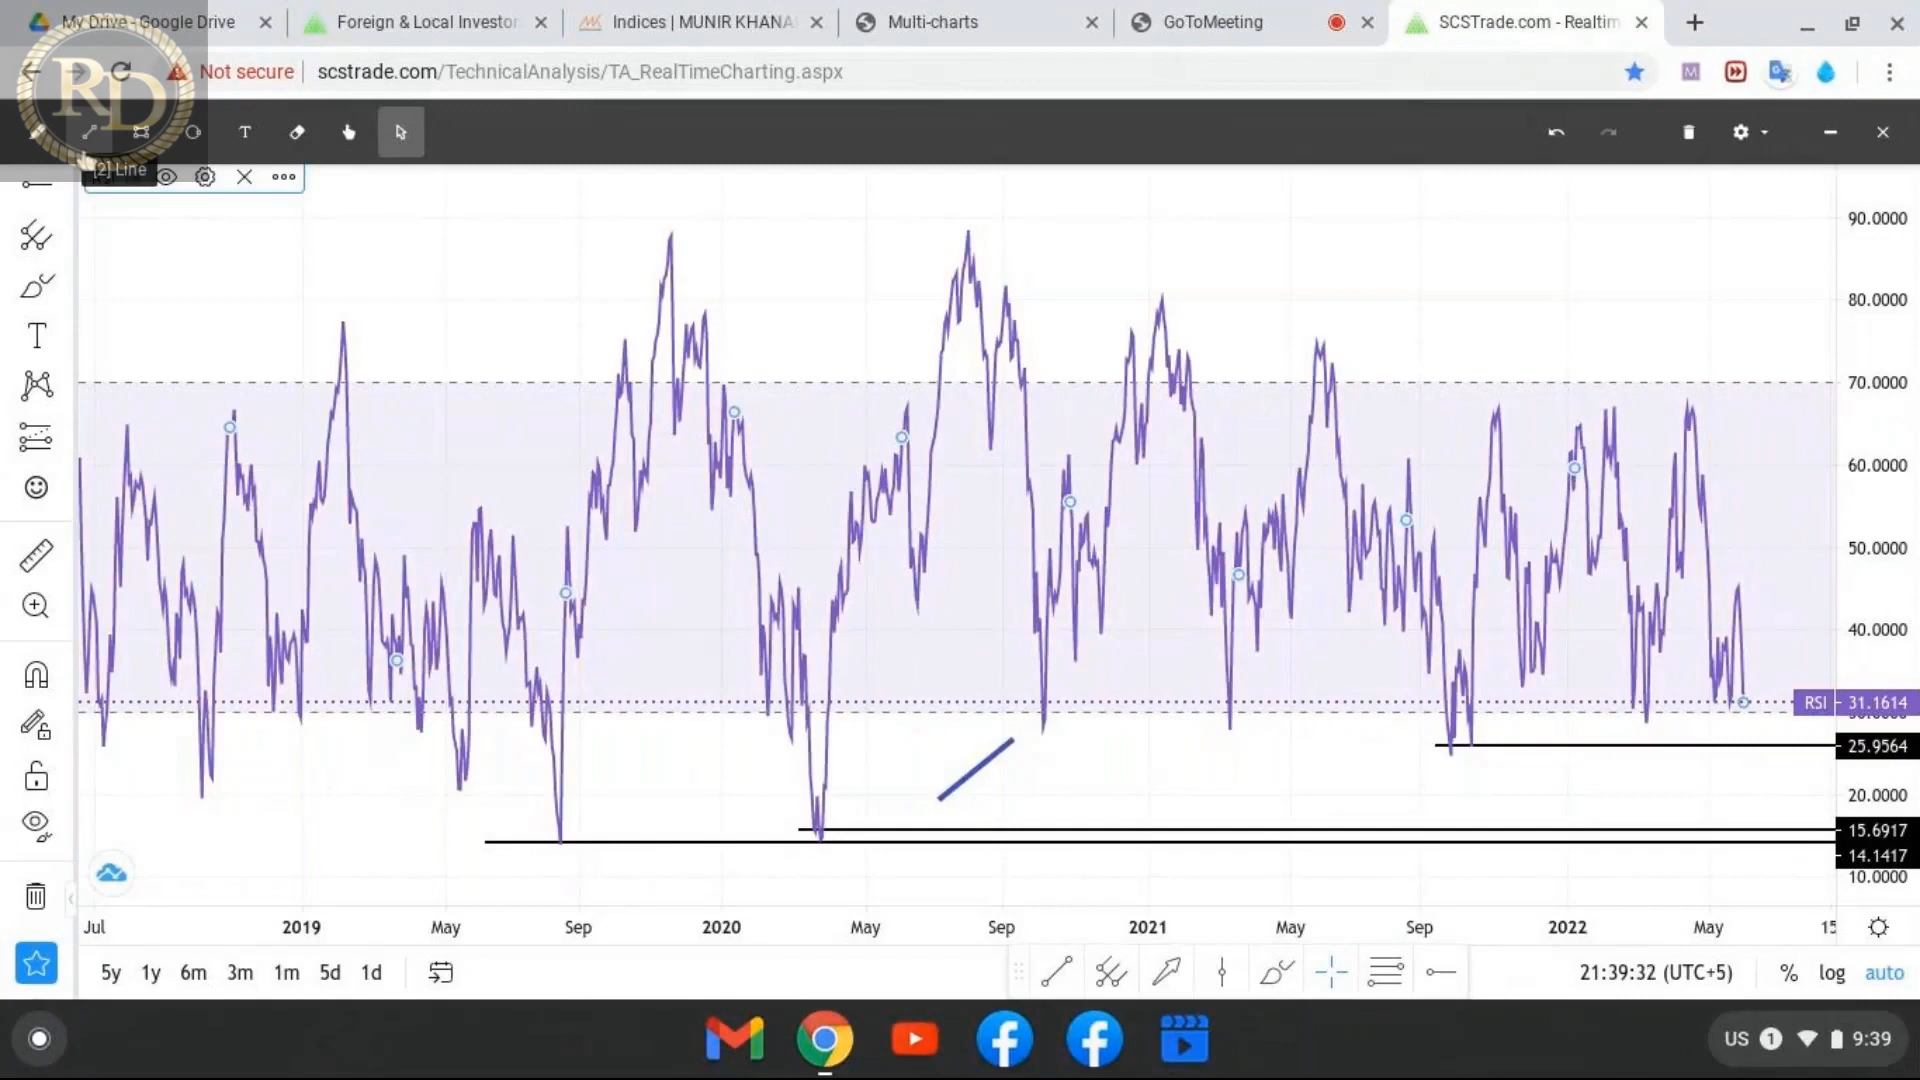 My Drive - Google Drive
Foreign & Local Investor
Indices | MUNIR KHANA
Multi-charts
GoToMeeting
SCSTrade.com - Realtim
Not secure
scstrade.com/TechnicalAnalysis/TA_RealTimeCharting.aspx
M
RD
T
[2] Line
90.0000
80.0000
70.0000
60.0000
50.0000
40.0000
RSI
31.1614
25.9564
20.0000
15.6917
14.1417
10.0000
T
Jul
2019
May
Sep
2020
May
Sep
2021
May
Sep
2022
May
15
5y
1y
6m
3m
1m
5d
1d
21:39:32 (UTC+5)
%
log
auto
US
1
9:39